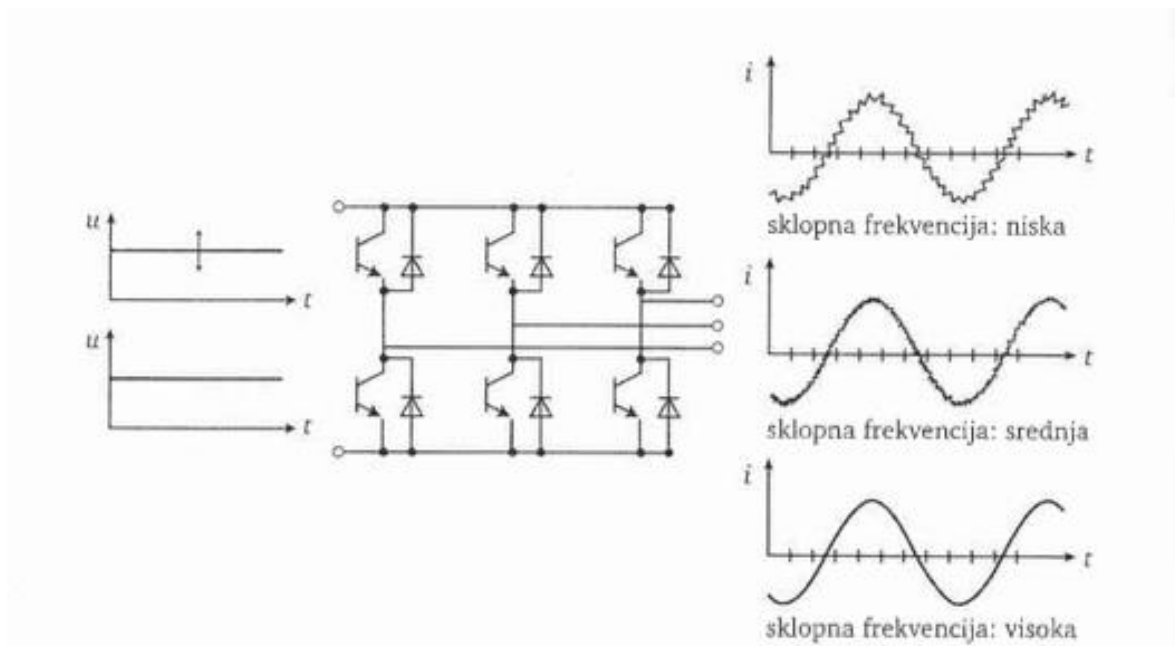 u
t
u
t
i
t
sklopna frekvencija: niska
i
t
sklopna frekvencija: srednja
i
t
sklopna frekvencija: visoka